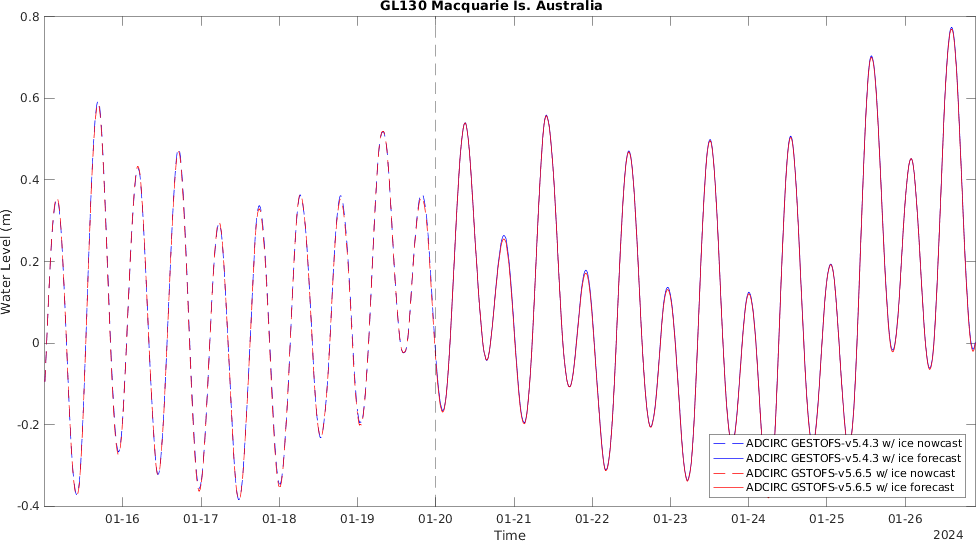 GL130 Macquarie Is. Australia
0.8
0.6
0.4
0.2
0
-0.2
-0.4
Water Level (m)
ADCIRC GESTOFS-v5.4.3 w/ ice nowcast
ADCIRC GESTOFS-v5.4.3 w/ ice forecast
ADCIRC GSTOFS-v5.6.5 w/ ice nowcast
ADCIRC GSTOFS-v5.6.5 w/ ice forecast
01-16 01-17 01-18 01-19 01-20 01-21 01-22 01-23 01-24 01-25 01-26
Time
2024